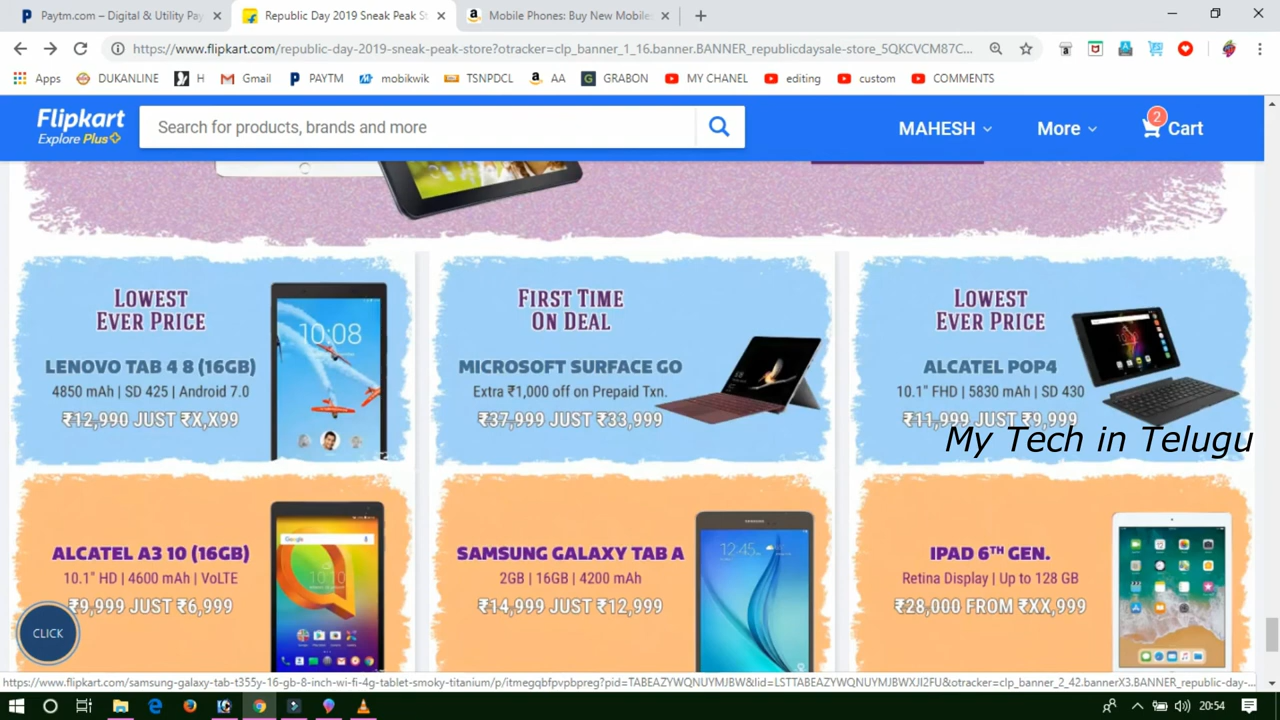 Paytm.com – Digital & Utility Pay
Republic Day 2019 Sneak Peak St
Mobile Phones: Buy New Mobile
https://www.flipkart.com/republic-day-2019-sneak-peak-store?otracker=clp_banner_1_16.banner.BANNER_republicdaysale-store_5QKCVCM87C...
Apps DUKANLINE H Gmail PAYTM mobikwik TSNPDCL AA GRABON MY CHANEL editing custom COMMENTS
Flipkart
Explore Plus
Search for products, brands and more
MAHESH
More
2
Cart
LOWEST
EVER PRICE
LENOVO TAB 4 8 (16GB)
4850 mAh | SD 425 | Android 7.0
₹12,990 JUST ₹X,X99
10:08
FIRST TIME
ON DEAL
MICROSOFT SURFACE GO
Extra ₹1,000 off on Prepaid Txn.
₹37,999 JUST ₹33,999
LOWEST
EVER PRICE
ALCATEL POP4
10.1" FHD | 5830 mAh | SD 430
₹11,999 JUST ₹9,999
My Tech in Telugu
ALCATEL A3 10 (16GB)
10.1" HD | 4600 mAh | VoLTE
₹9,999 JUST ₹6,999
Google
10:10
SAMSUNG GALAXY TAB A
2GB | 16GB | 4200 mAh
₹14,999 JUST ₹12,999
SAMSUNG
12:45
IPAD 6TH GEN.
Retina Display | Up to 128 GB
₹28,000 FROM ₹XX,999
CLICK
https://www.flipkart.com/samsung-galaxy-tab-t355y-16-gb-8-inch-wi-fi-4g-tablet-smoky-titanium/p/itmegqbfpvpbpreg?pid=TABEAZYWQNUYMJBW&lid=LSTTABEAZYWQNUYMJBWXJI2FU&otracker=clp_banner_2_42.bannerX3.BANNER_republic-day-...
20:54